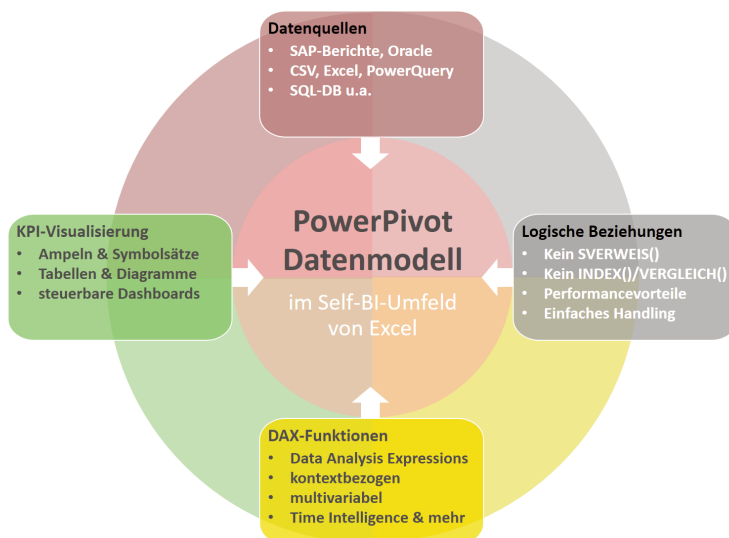 Datenquellen
• SAP-Berichte, Oracle
• CSV, Excel, PowerQuery
• SQL-DB u.a.
PowerPivot
Datenmodell
im Self-BI-Umfeld
von Excel
KPI-Visualisierung
• Ampeln & Symbolsätze
• Tabellen & Diagramme
• steuerbare Dashboards
Logische Beziehungen
• Kein SVERWEIS()
• Kein INDEX()/VERGLEICH()
• Performancevorteile
• Einfaches Handling
DAX-Funktionen
• Data Analysis Expressions
• kontextbezogen
• multivariabel
• Time Intelligence & mehr